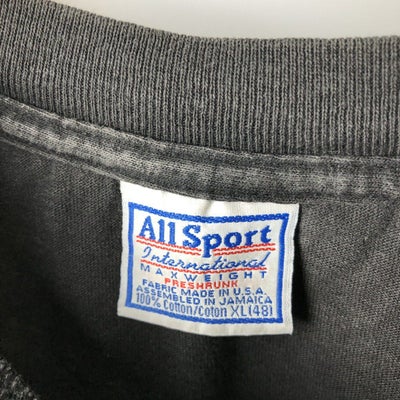 All Sport
International
MAXWEIGHT
PRESHRUNK
FABRIC MADE IN U.S.A.
ASSEMBLED IN JAMAICA
100% Cotton/Coton XL(48)